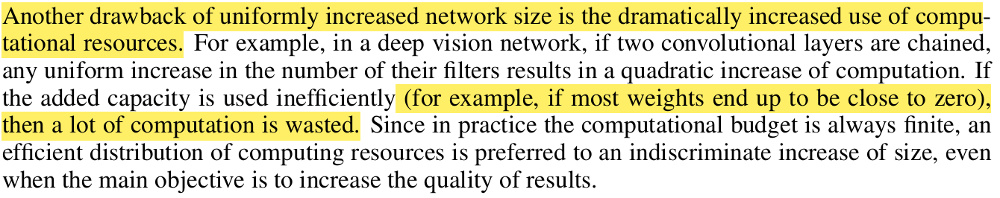 Another drawback of uniformly increased network size is the dramatically increased use of compu-
tational resources. For example, in a deep vision network, if two convolutional layers are chained,
any uniform increase in the number of their filters results in a quadratic increase of computation. If
the added capacity is used inefficiently (for example, if most weights end up to be close to zero),
then a lot of computation is wasted. Since in practice the computational budget is always finite, an
efficient distribution of computing resources is preferred to an indiscriminate increase of size, even
when the main objective is to increase the quality of results.